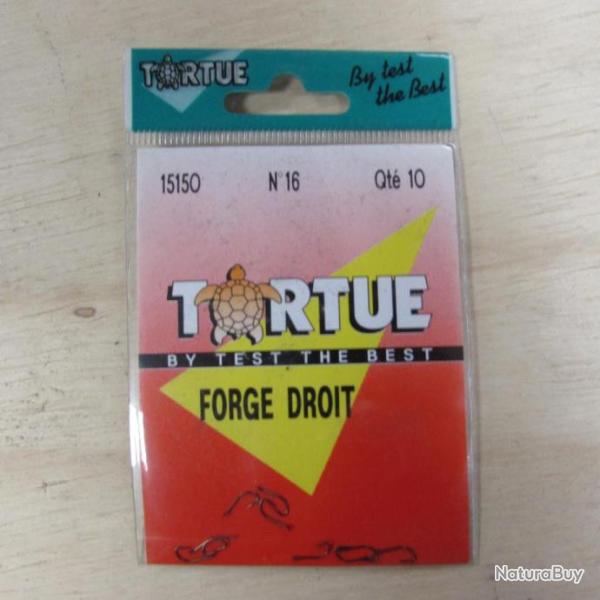 TORTUE
By test
the Best
15150 N°16 Qté 10
TORTUE
BY TEST THE BEST
FORGE DROIT
NaturaBuy